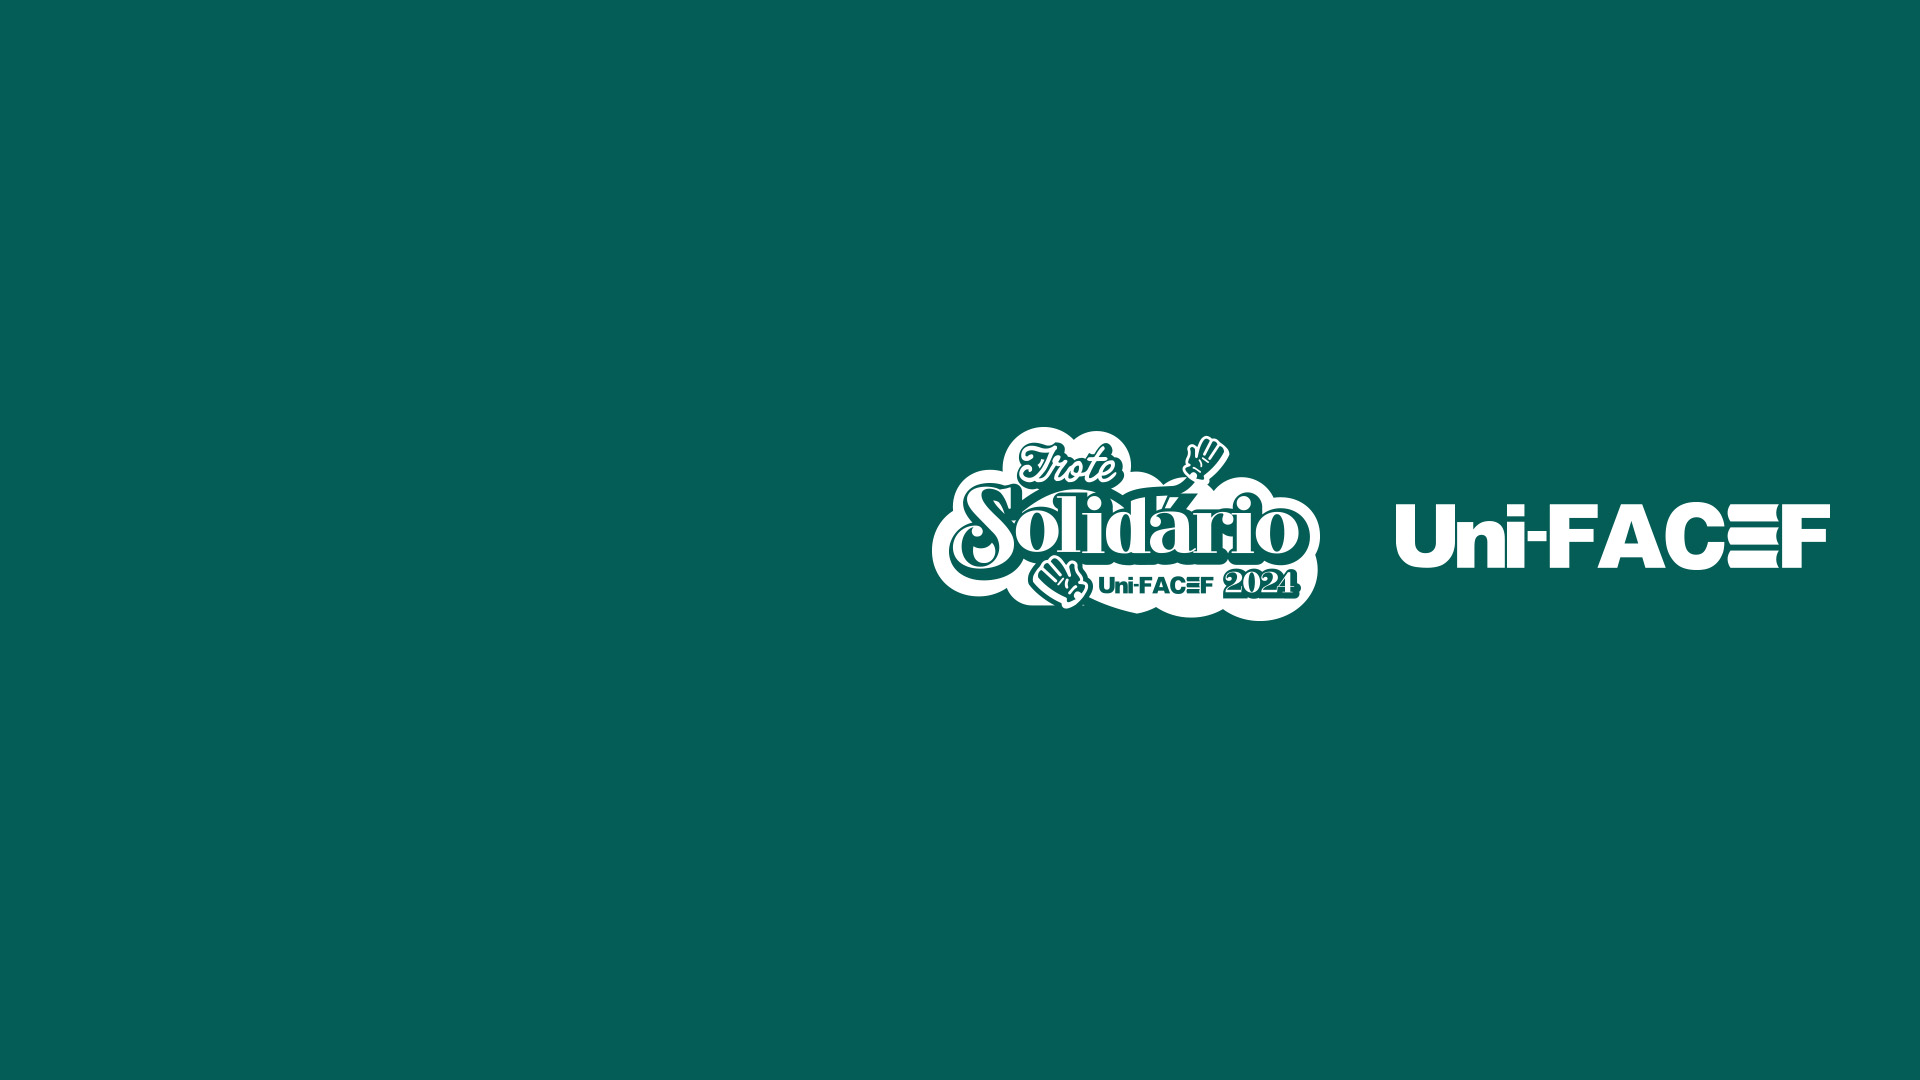 Trote
Solidário
Uni-FACEF 2024
Uni-FACEF